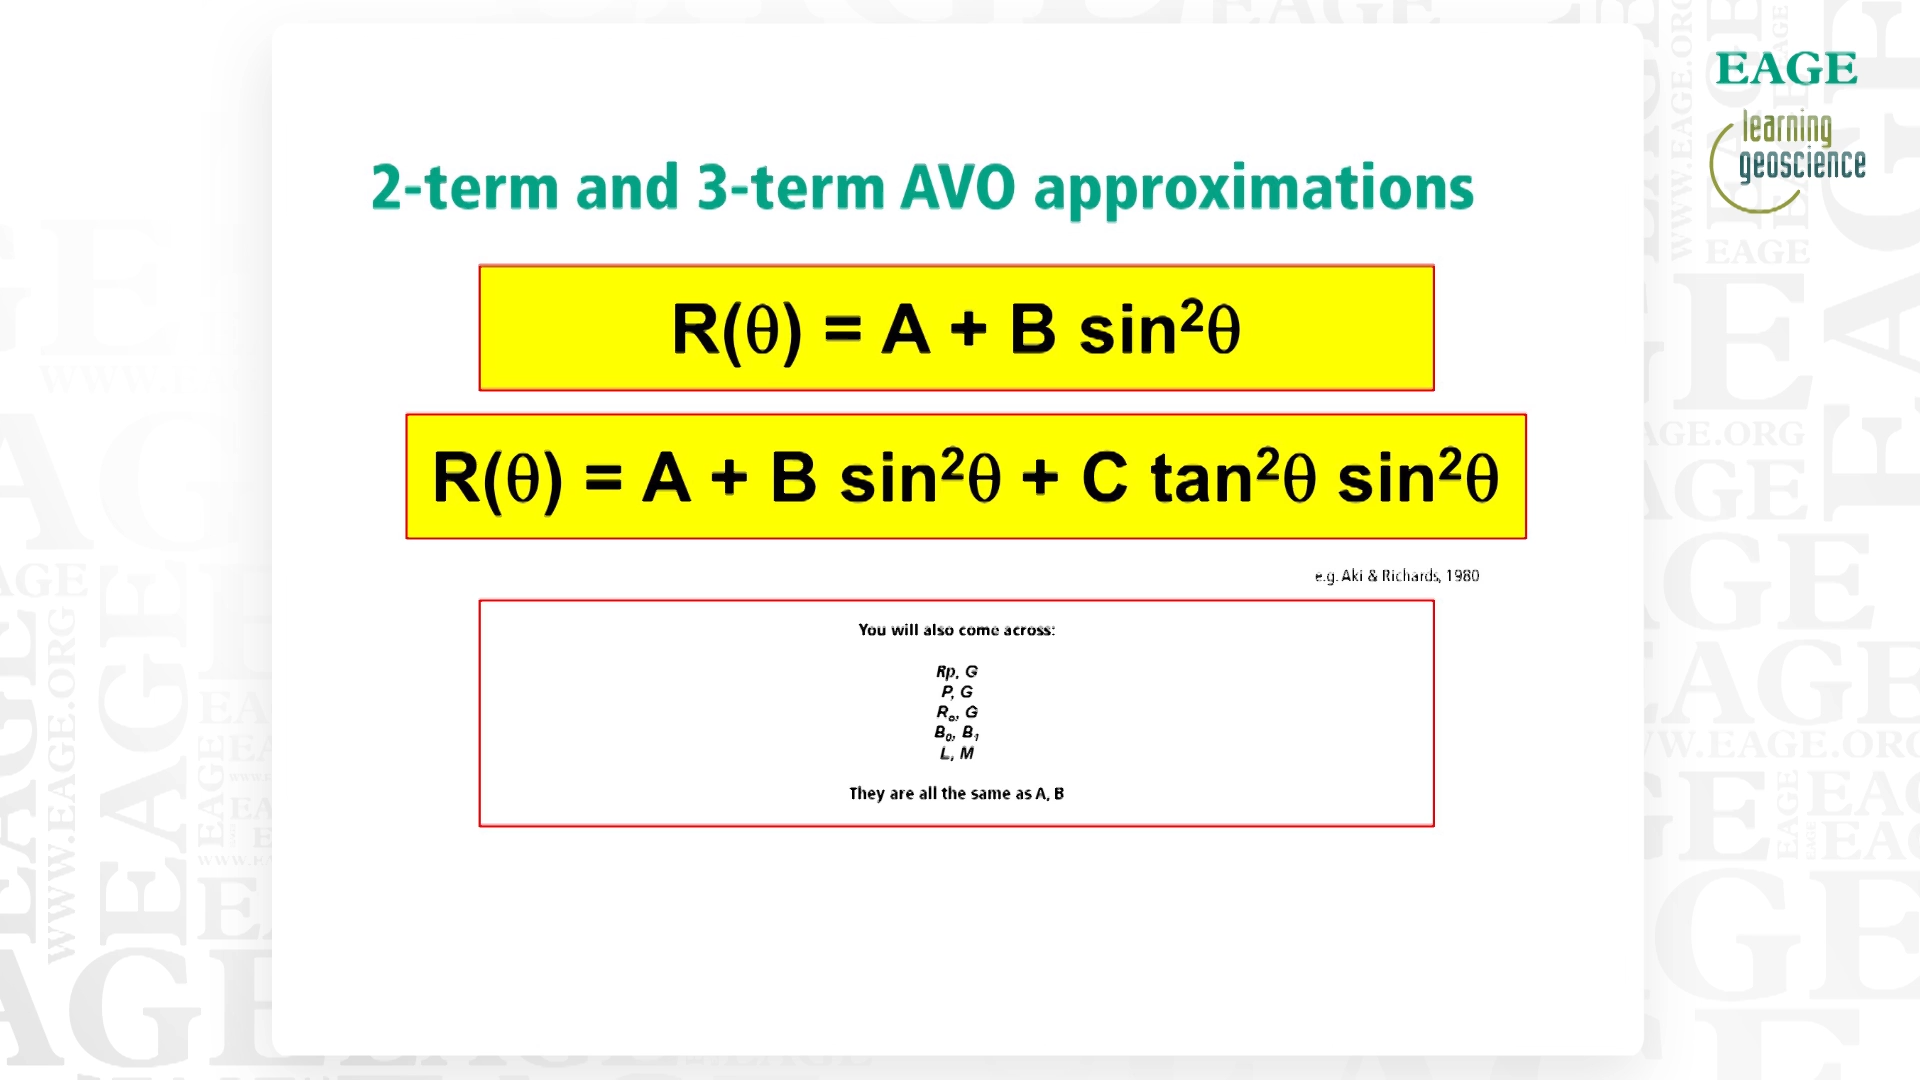 EAGE
learning
geoscience
2-term and 3-term AVO approximations
R(θ) = A + B sin²θ
R(θ) = A + B sin²θ + C tan²θ sin²θ
e.g. Aki & Richards, 1980
You will also come across:
Rp, G
P, G
Rₒ, G
B₀, B₁
L, M
They are all the same as A, B